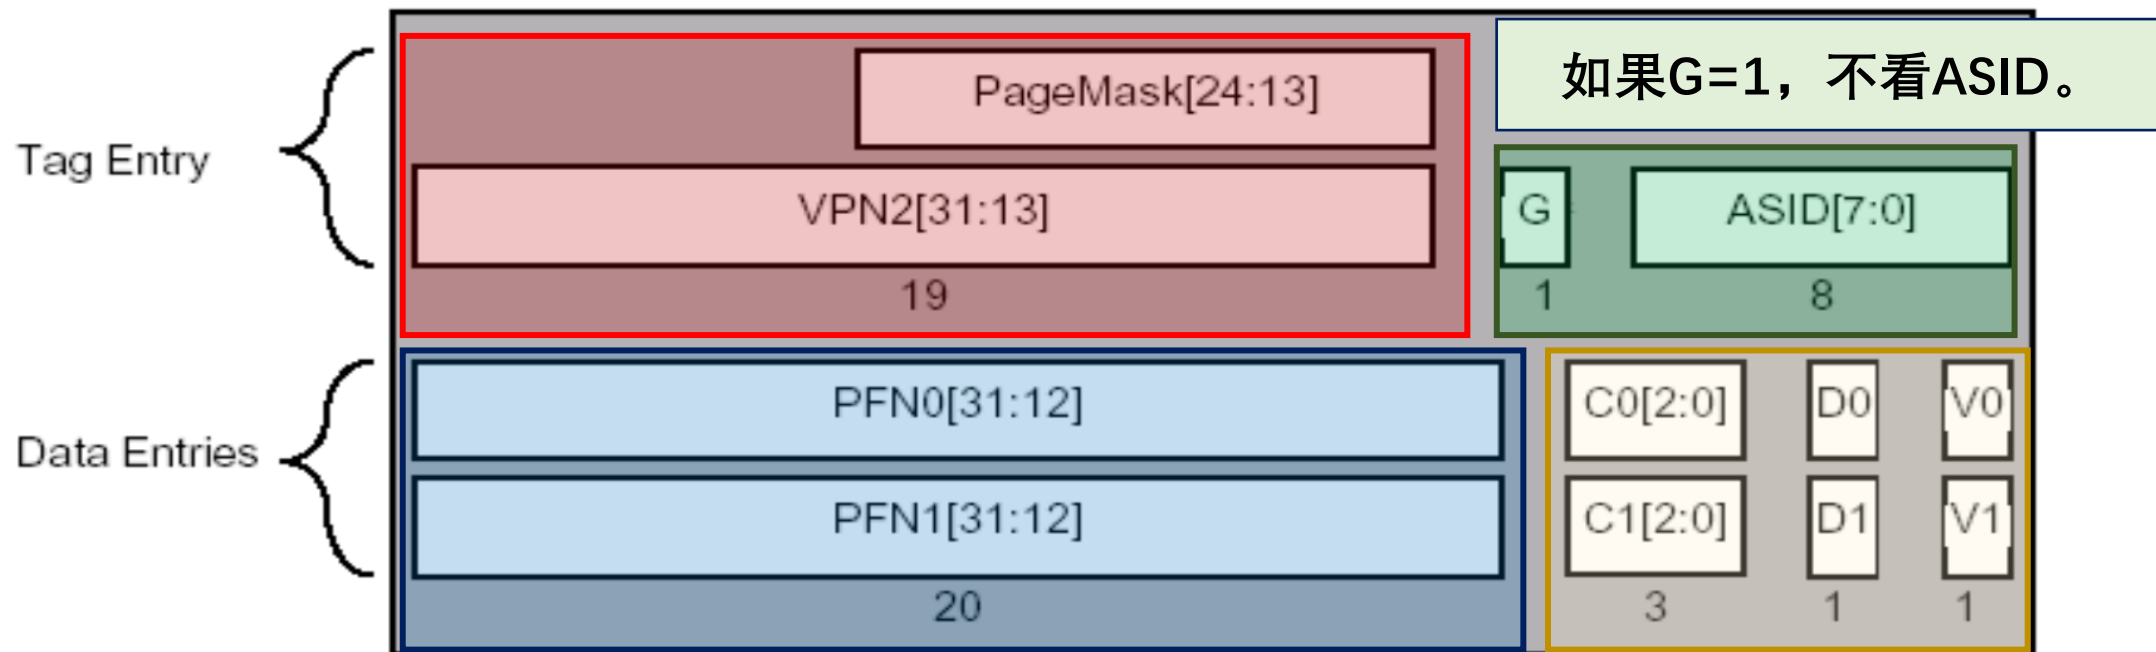 PageMask[24:13]
如果G=1，不看ASID。
Tag Entry
VPN2[31:13]
G
ASID[7:0]
19
1
8
PFN0[31:12]
C0[2:0]
D0
V0
Data Entries
PFN1[31:12]
C1[2:0]
D1
V1
20
3
1
1